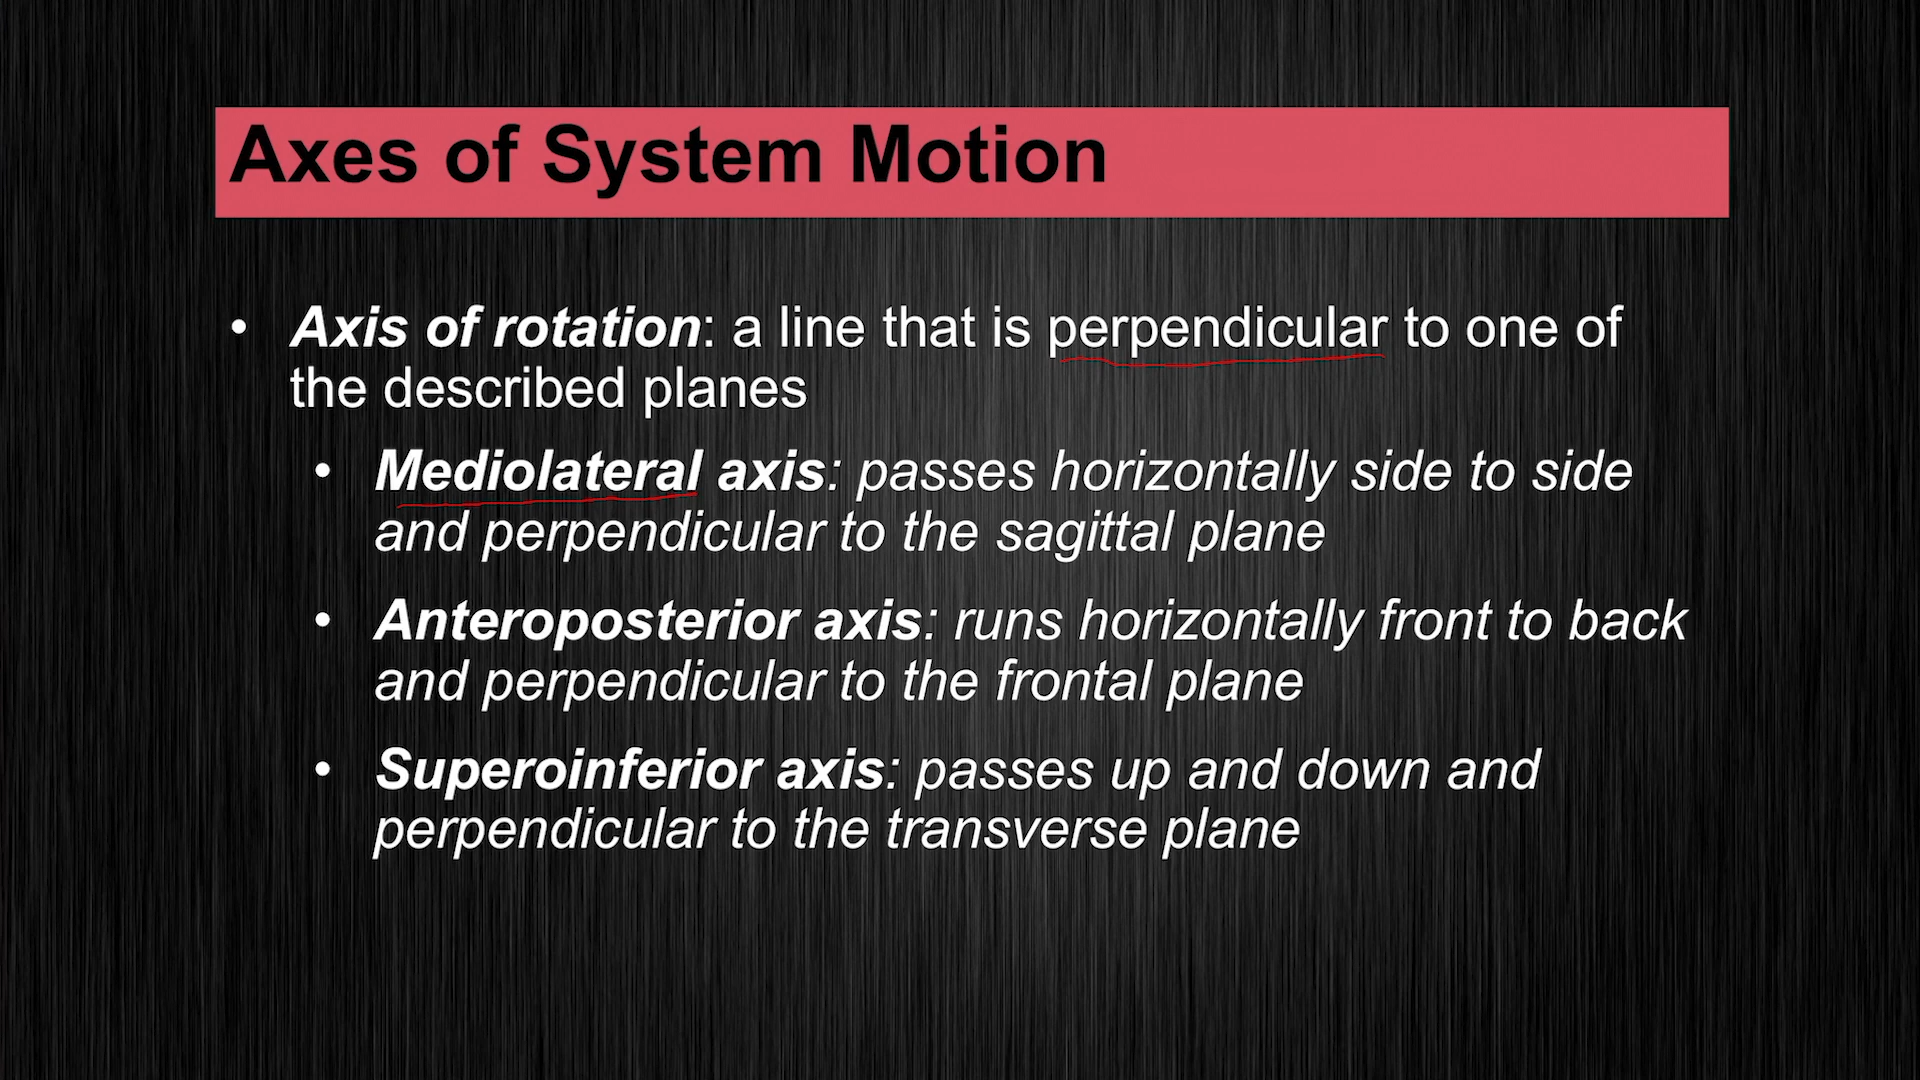 Axes of System Motion
• Axis of rotation: a line that is perpendicular to one of
the described planes
• Mediolateral axis: passes horizontally side to side
and perpendicular to the sagittal plane
• Anteroposterior axis: runs horizontally front to back
and perpendicular to the frontal plane
• Superoinferior axis: passes up and down and
perpendicular to the transverse plane